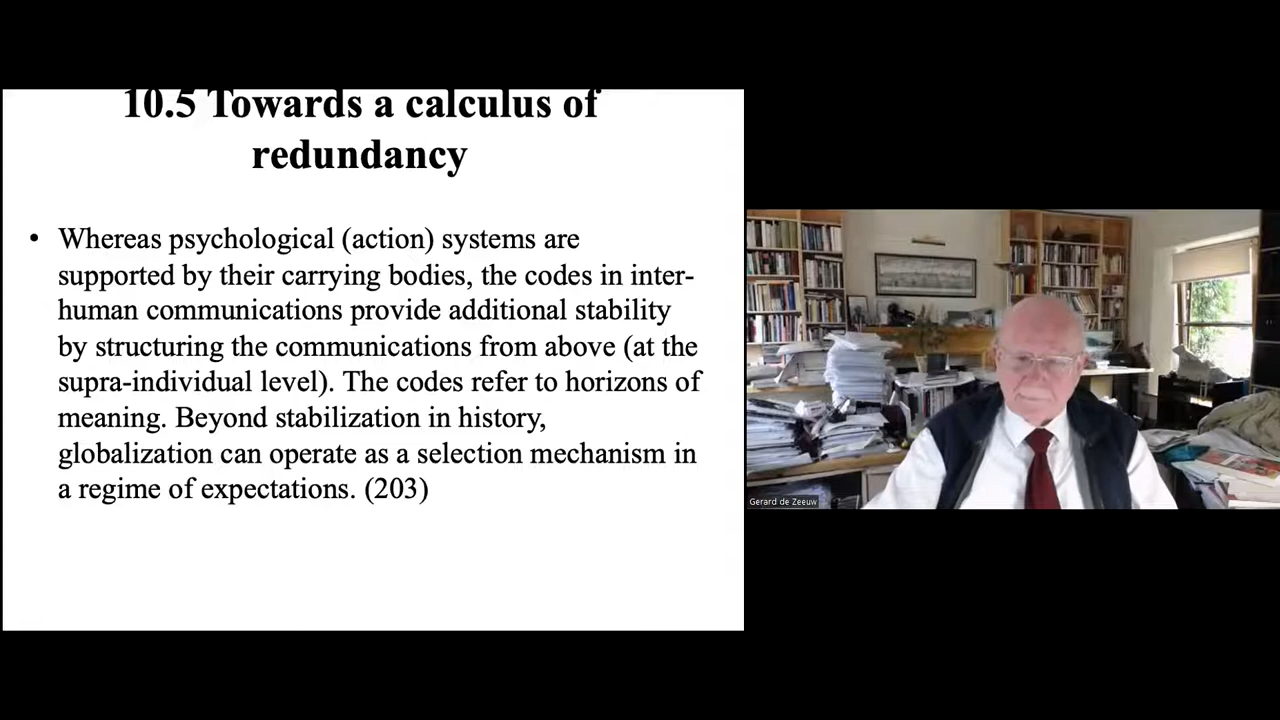 10.5 Towards a calculus of
redundancy
• Whereas psychological (action) systems are
supported by their carrying bodies, the codes in inter-
human communications provide additional stability
by structuring the communications from above (at the
supra-individual level). The codes refer to horizons of
meaning. Beyond stabilization in history,
globalization can operate as a selection mechanism in
a regime of expectations. (203)
Gerard de Zeeuw